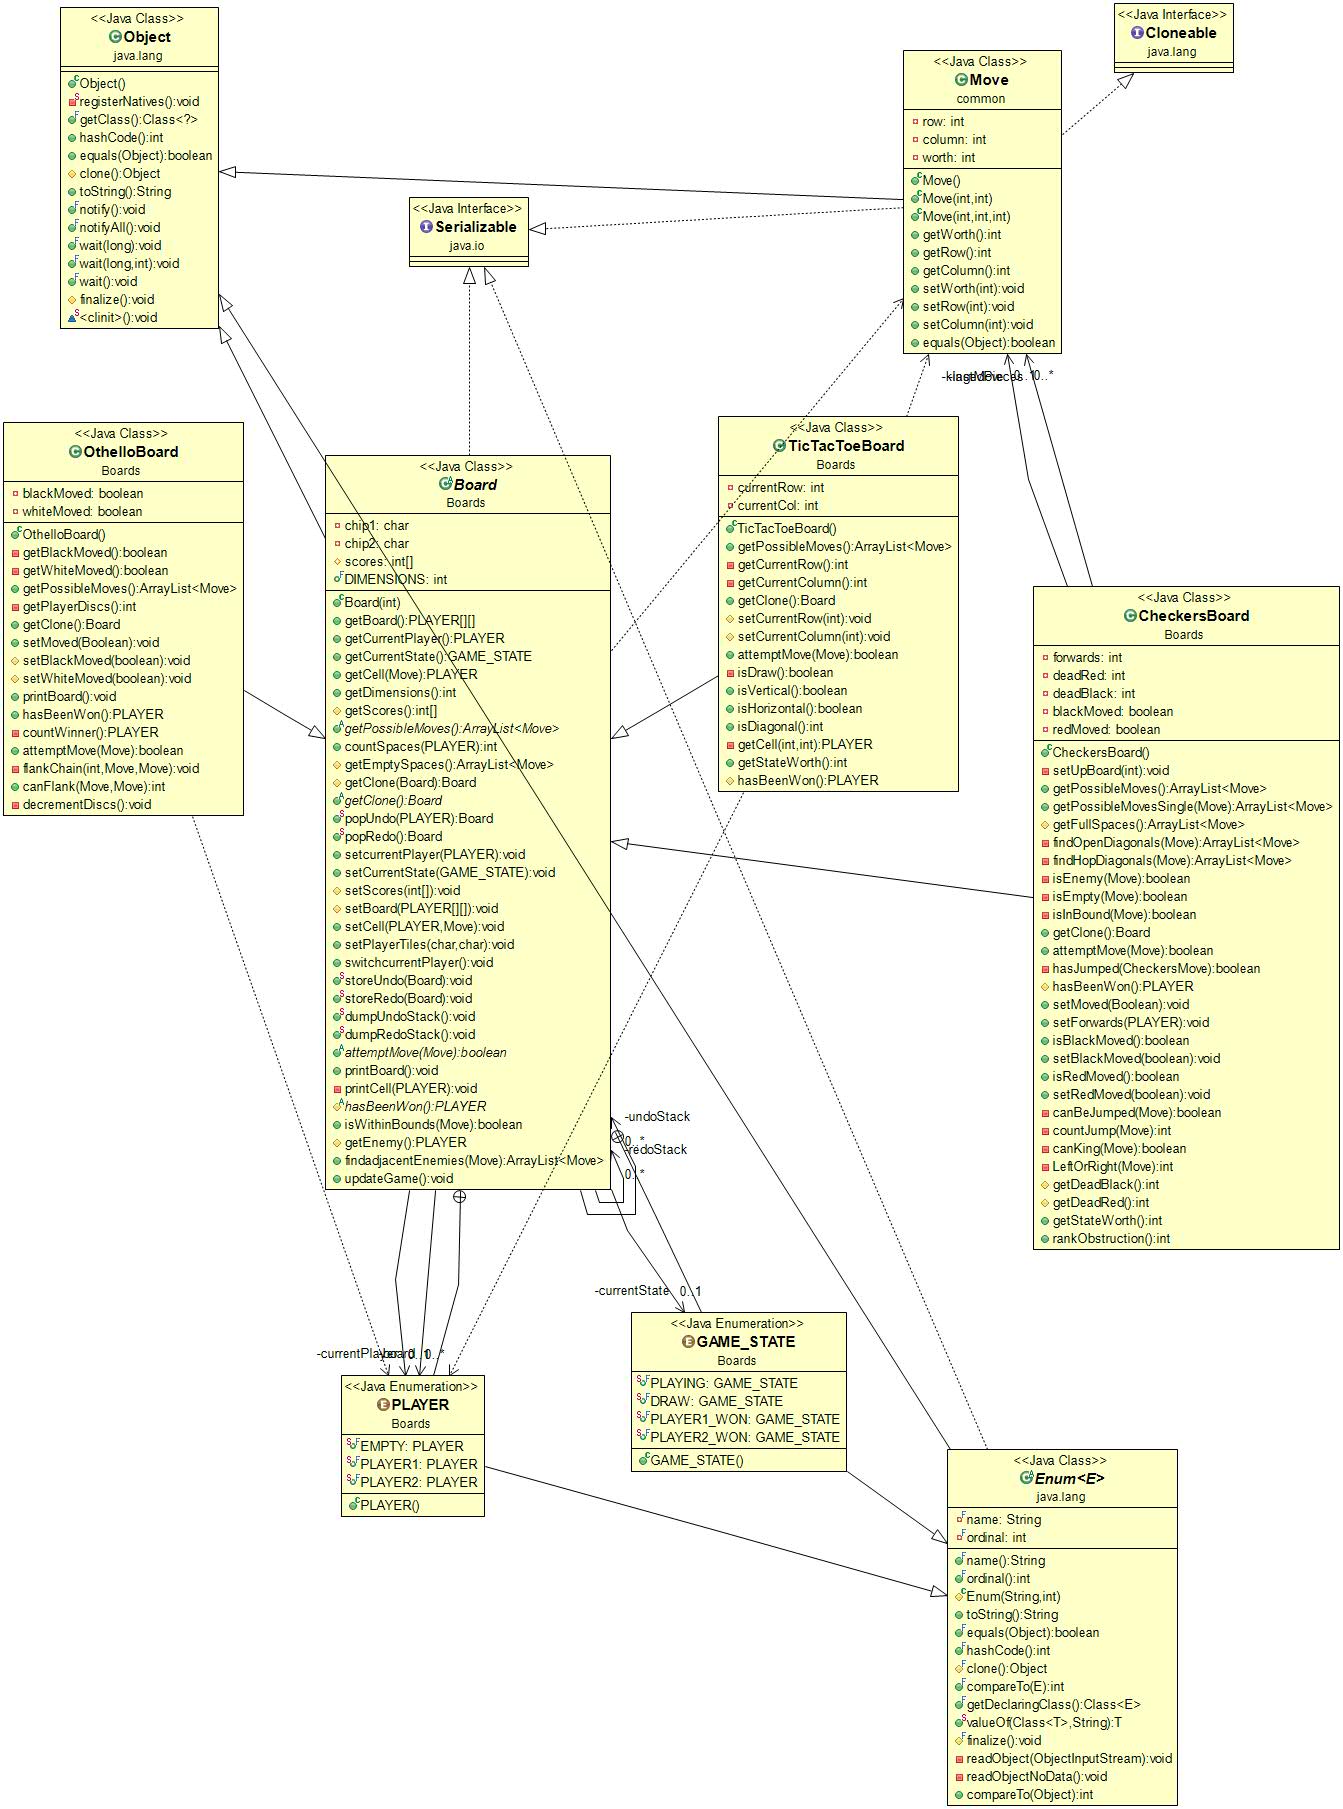 <<Java Class>>
Object
java.lang
Object()
registerNatives():void
getClass():Class<?>
hashCode():int
equals(Object):boolean
clone():Object
toString():String
notify():void
notifyAll():void
wait(long):void
wait(long,int):void
wait():void
finalize():void
<clinit>():void
<<Java Interface>>
Serializable
java.io
<<Java Class>>
Move
common
row: int
column: int
worth: int
Move()
Move(int,int)
Move(int,int,int)
getWorth():int
getRow():int
getColumn():int
setWorth(int):void
setRow(int):void
setColumn(int):void
equals(Object):boolean
<<Java Interface>>
Cloneable
java.lang
0..1
0..*
<<Java Class>>
OthelloBoard
Boards
blackMoved: boolean
whiteMoved: boolean
OthelloBoard()
getBlackMoved():boolean
getWhiteMoved():boolean
getPossibleMoves():ArrayList<Move>
getPlayerDiscs():int
getClone():Board
setMoved(Boolean):void
setBlackMoved(boolean):void
setWhiteMoved(boolean):void
printBoard():void
hasBeenWon():PLAYER
countWinner():PLAYER
attemptMove(Move):boolean
flankChain(int,Move,Move):void
canFlank(Move,Move):int
decrementDiscs():void
<<Java Class>>
Board
Boards
chip1: char
chip2: char
scores: int[]
DIMENSIONS: int
Board(int)
getBoard():PLAYER[][]
getCurrentPlayer():PLAYER
getCurrentState():GAME_STATE
getCell(Move):PLAYER
getDimensions():int
getScores():int[]
getPossibleMoves():ArrayList<Move>
countSpaces(PLAYER):int
getEmptySpaces():ArrayList<Move>
getClone(Board):Board
getClone():Board
popUndo(PLAYER):Board
popRedo():Board
setcurrentPlayer(PLAYER):void
setCurrentState(GAME_STATE):void
setScores(int[]):void
setBoard(PLAYER[][]):void
setCell(PLAYER,Move):void
setPlayerTiles(char,char):void
switchcurrentPlayer():void
storeUndo(Board):void
storeRedo(Board):void
dumpUndoStack():void
dumpRedoStack():void
attemptMove(Move):boolean
printBoard():void
printCell(PLAYER):void
hasBeenWon():PLAYER
isWithinBounds(Move):boolean
getEnemy():PLAYER
findadjacentEnemies(Move):ArrayList<Move>
updateGame():void
<<Java Class>>
TicTacToeBoard
Boards
currentRow: int
currentCol: int
TicTacToeBoard()
getPossibleMoves():ArrayList<Move>
getCurrentRow():int
getCurrentColumn():int
getClone():Board
setCurrentRow(int):void
setCurrentColumn(int):void
attemptMove(Move):boolean
isDraw():boolean
isVertical():boolean
isHorizontal():boolean
isDiagonal():int
getCell(int,int):PLAYER
getStateWorth():int
hasBeenWon():PLAYER
<<Java Class>>
CheckersBoard
Boards
forwards: int
deadRed: int
deadBlack: int
blackMoved: boolean
redMoved: boolean
CheckersBoard()
setUpBoard(int):void
getPossibleMoves():ArrayList<Move>
getPossibleMovesSingle(Move):ArrayList<Move>
getFullSpaces():ArrayList<Move>
findOpenDiagonals(Move):ArrayList<Move>
findHopDiagonals(Move):ArrayList<Move>
isEnemy(Move):boolean
isEmpty(Move):boolean
isInBound(Move):boolean
getClone():Board
attemptMove(Move):boolean
hasJumped(CheckersMove):boolean
hasBeenWon():PLAYER
setMoved(Boolean):void
setForwards(PLAYER):void
isBlackMoved():boolean
setBlackMoved(boolean):void
isRedMoved():boolean
setRedMoved(boolean):void
canBeJumped(Move):boolean
countJump(Move):int
canKing(Move):boolean
LeftOrRight(Move):int
getDeadBlack():int
getDeadRed():int
getStateWorth():int
rankObstruction():int
-undoStack
0..*
-redoStack
0..*
-currentState 0..1
-currentPlayer
0..1
0..*
<<Java Enumeration>>
PLAYER
Boards
EMPTY: PLAYER
PLAYER1: PLAYER
PLAYER2: PLAYER
PLAYER()
<<Java Enumeration>>
GAME_STATE
Boards
PLAYING: GAME_STATE
DRAW: GAME_STATE
PLAYER1_WON: GAME_STATE
PLAYER2_WON: GAME_STATE
GAME_STATE()
<<Java Class>>
Enum<E>
java.lang
name: String
ordinal: int
name():String
ordinal():int
Enum(String,int)
toString():String
equals(Object):boolean
hashCode():int
clone():Object
compareTo(E):int
getDeclaringClass():Class<E>
valueOf(Class<T>,String):T
finalize():void
readObject(ObjectInputStream):void
readObjectNoData():void
compareTo(Object):int